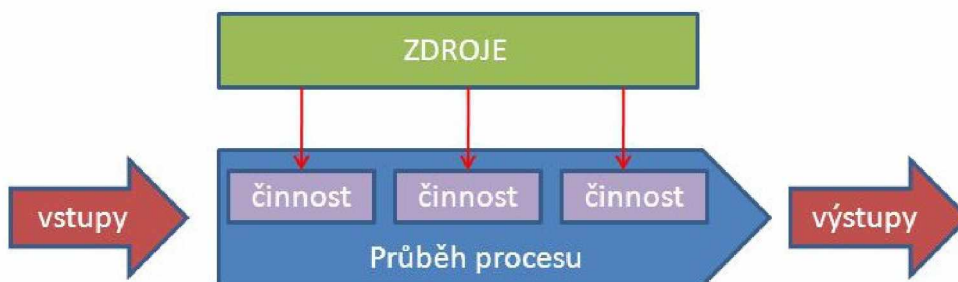 ZDROJE
vstupy
činnost
činnost
činnost
Průběh procesu
výstupy